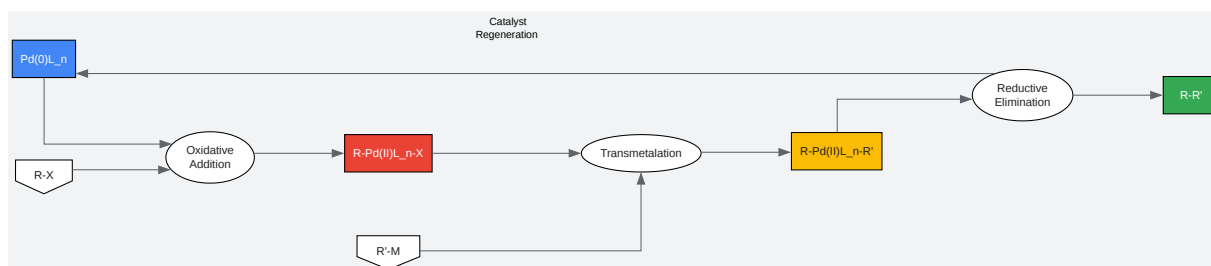 Catalyst
Regeneration
Pd(0)L_n
R-X
Oxidative
Addition
R-Pd(II)L_n-X
R'-M
Transmetalation
R-Pd(II)L_n-R'
Reductive
Elimination
R-R'